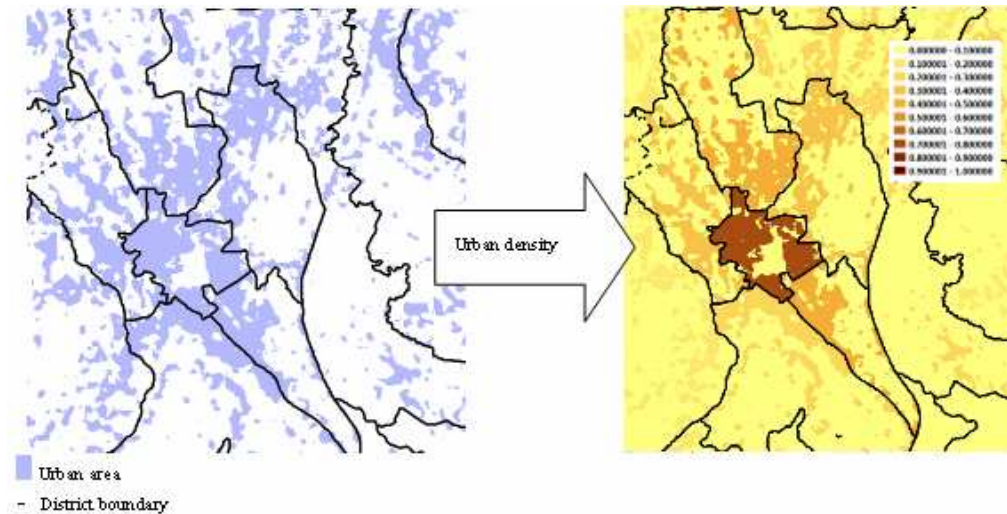 0.000000 - 0.100000
0.100001 - 0.200000
0.200001 - 0.300000
0.300001 - 0.400000
0.400001 - 0.500000
0.500001 - 0.600000
0.600001 - 0.700000
0.700001 - 0.800000
0.800001 - 0.900000
0.900001 - 1.000000
Urban density
Urban area
- District boundary